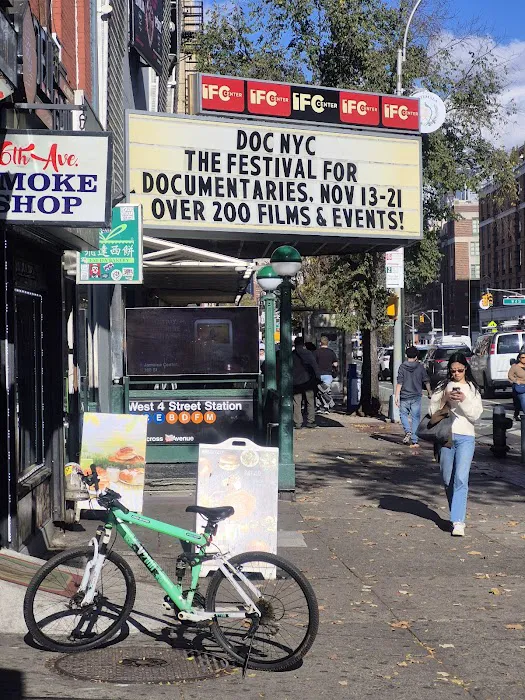 iFC CENTER iFC CENTER iFC CENTER iFC CENTER iFC CENTER
DOC NYC
THE FESTIVAL FOR
DOCUMENTARIES, NOV 13-21
OVER 200 FILMS & EVENTS!
6th Ave.
MOKE
SHOP
West 4 Street Station
C E B D F M
Avenue